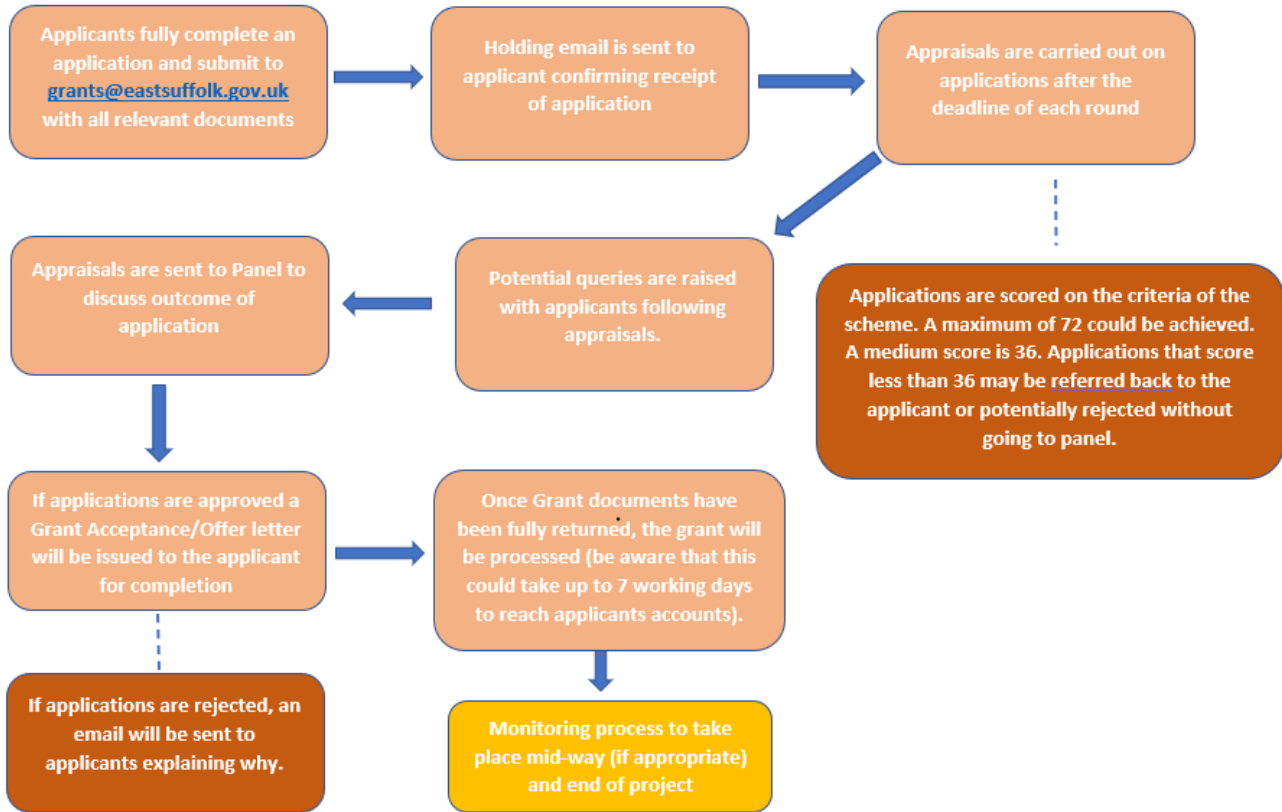 Applicants fully complete an
application and submit to
grants@eastsuffolk.gov.uk
with all relevant documents
Holding email is sent to
applicant confirming receipt
of application
Appraisals are carried out on
applications after the
deadline of each round
Applications are scored on the criteria of the
scheme. A maximum of 72 could be achieved.
A medium score is 36. Applications that score
less than 36 may be referred back to the
applicant or potentially rejected without
going to panel.
Potential queries are raised
with applicants following
appraisals.
Appraisals are sent to Panel to
discuss outcome of
application
If applications are approved a
Grant Acceptance/Offer letter
will be issued to the applicant
for completion
If applications are rejected, an
email will be sent to
applicants explaining why.
Once Grant documents have
been fully returned, the grant will
be processed (be aware that this
could take up to 7 working days
to reach applicants accounts).
Monitoring process to take
place mid-way (if appropriate)
and end of project